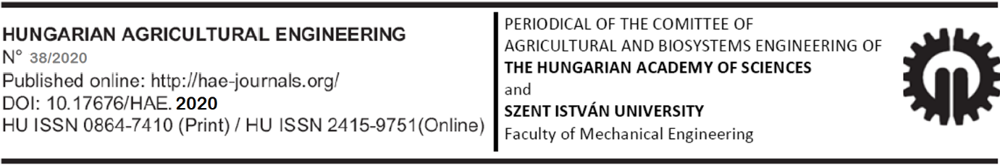 HUNGARIAN AGRICULTURAL ENGINEERING
N° 38/2020
Published online: http://hae-journals.org/
DOI: 10.17676/HAE. 2020
HU ISSN 0864-7410 (Print) / HU ISSN 2415-9751(Online)
PERIODICAL OF THE COMITTEE OF
AGRICULTURAL AND BIOSYSTEMS ENGINEERING OF
THE HUNGARIAN ACADEMY OF SCIENCES
and
SZENT ISTVÁN UNIVERSITY
Faculty of Mechanical Engineering